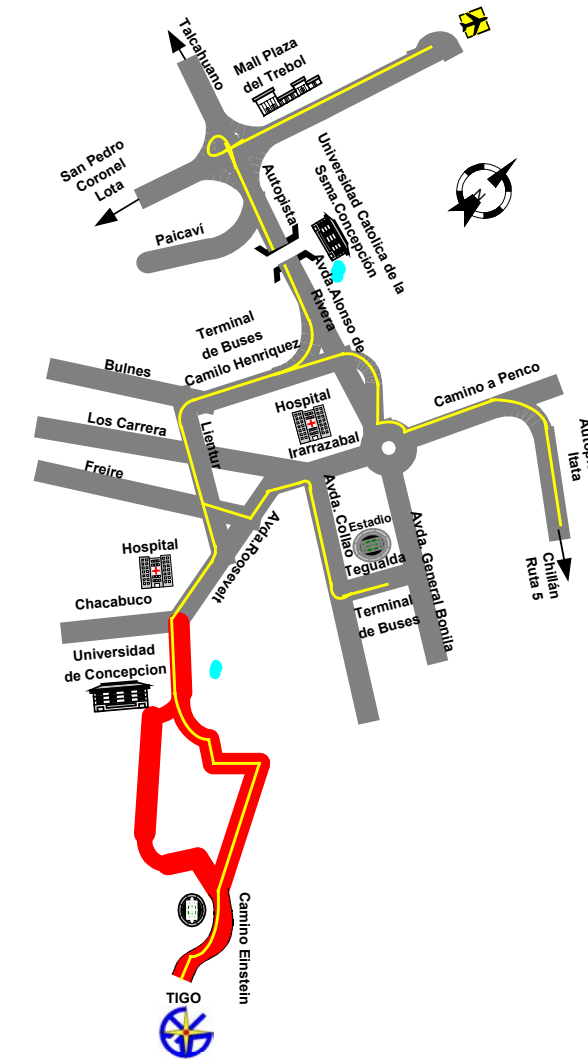 Talcahuano
Mall Plaza
del Trebol
San Pedro
Coronel
Lota
Autopista
Universidad Catolica de la
Ssma.Concepción
Paicaví
Avda.Alonso de
Rivera
Terminal
de Buses
Camilo Henriquez
Bulnes
Camino a Penco
Hospital
Los Carrera
Irarrazabal
Lientur
Itata
Freire
Avda. Collao
Estadio
Avda.Roosevelt
Tegualda
Avda. General Bonila
Hospital
Chillán
Ruta 5
Chacabuco
Terminal
de Buses
Universidad
de Concepcion
Camino Einstein
TIGO